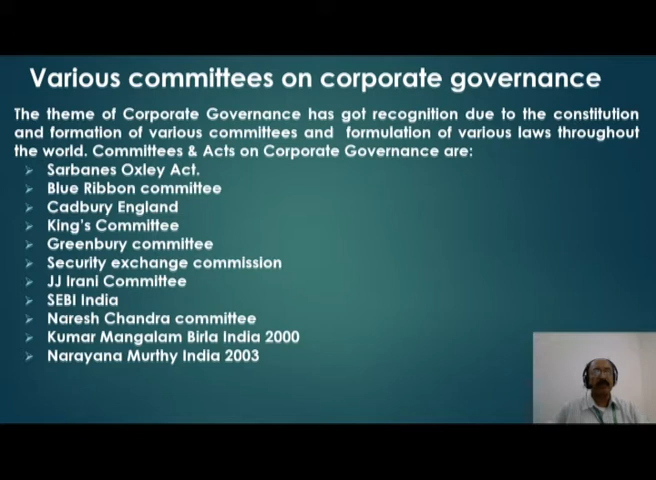 Various committees on corporate governance
The theme of Corporate Governance has got recognition due to the constitution
and formation of various committees and formulation of various laws throughout
the world. Committees & Acts on Corporate Governance are:
Sarbanes Oxley Act.
Blue Ribbon committee
Cadbury England
King's Committee
Greenbury committee
Security exchange commission
JJ Irani Committee
SEBI India
Naresh Chandra committee
Kumar Mangalam Birla India 2000
Narayana Murthy India 2003